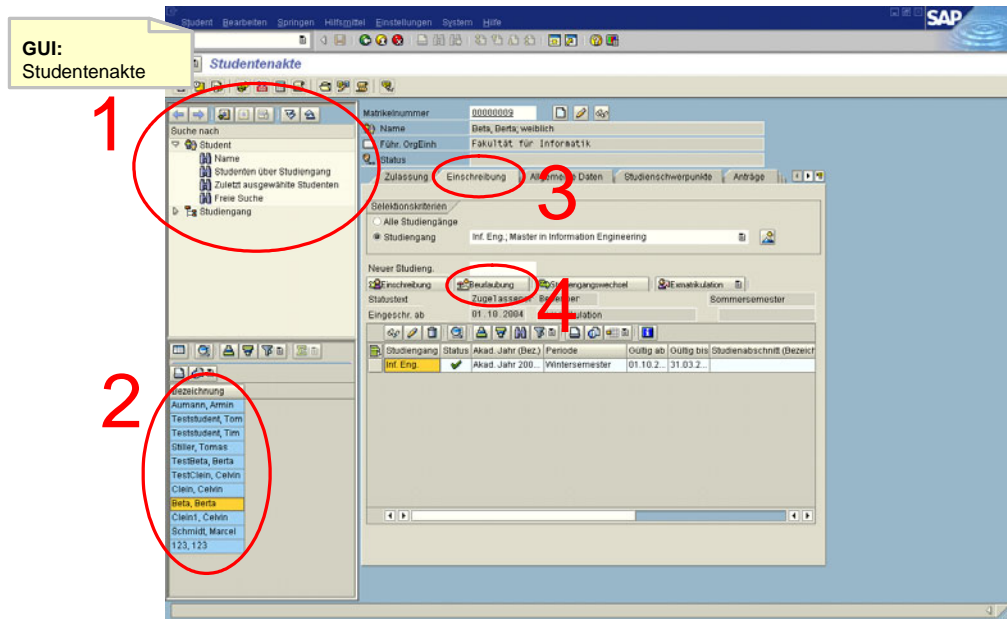 Student Bearbeiten Springen Hilfsmittel Einstellungen System Hilfe
SAP
GUI:
Studentenakte
Studentenakte
1
Suche nach
Student
Name
Studenten über Studiengang
Zuletzt ausgewählte Studenten
Freie Suche
Studiengang
2
Bezeichnung
Aumann, Armin
Teststudent, Tom
Teststudent, Tim
Stiller, Tomas
TestBeta, Berta
TestClein, Celvin
Clein, Celvin
Beta, Berta
Clein1, Celvin
Schmidt, Marcel
123, 123
Matrikelnummer 00000009
Name Beta, Berta; weiblich
Führ. OrgEinh Fakultät für Informatik
Status
Zulassung Einschreibung Allgemeine Daten Studienschwerpunkte Anträge
3
Selektionskriterien
Alle Studiengänge
Studiengang Inf. Eng.; Master in Information Engineering
Neuer Studieng.
Einschreibung Beurlaubung Studiengangswechsel Exmatrikulation
4
Statustext Zugelassener Bewerber Sommersemester
Eingeschr. ab 01.10.2004
Studiengang Status Akad. Jahr (Bez.) Periode Gültig ab Gültig bis Studienabschnitt (Bezeich
Inf. Eng. Akad. Jahr 200... Wintersemester 01.10.2... 31.03.2...